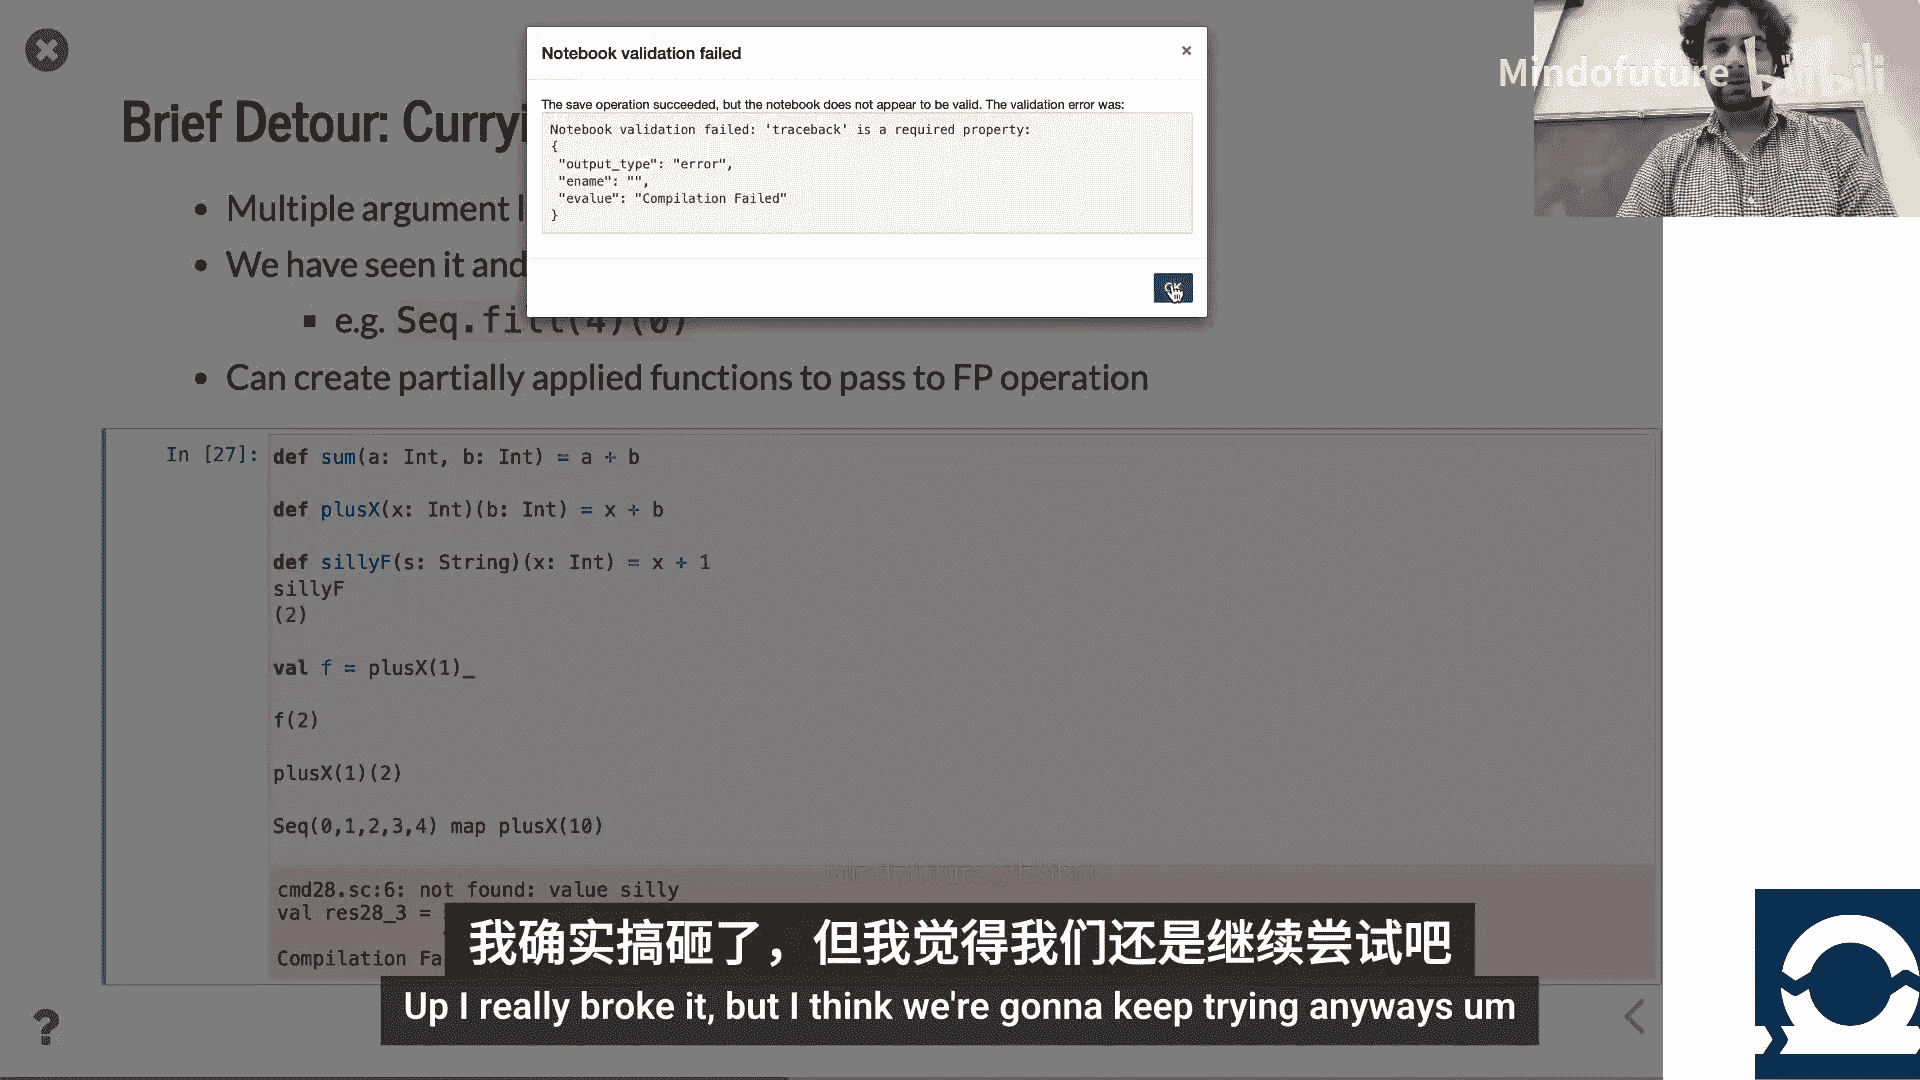 Notebook validation failed
×
The save operation succeeded, but the notebook does not appear to be valid. The validation error was:
Notebook validation failed: 'traceback' is a required property:
{
"output_type": "error",
"ename": "",
"evalue": "Compilation Failed"
}
OK
Mindofuture bilibili
Brief Detour: Curryi
• Multiple argument l
• We have seen it and
▪ e.g. Seq.fill(4)(0)
• Can create partially applied functions to pass to FP operation
In [27]:
def sum(a: Int, b: Int) = a + b
def plusX(x: Int)(b: Int) = x + b
def sillyF(s: String)(x: Int) = x + 1
sillyF
(2)
val f = plusX(1)_
f(2)
plusX(1)(2)
Seq(0,1,2,3,4) map plusX(10)
cmd28.sc:6: not found: value silly
val res28_3 =
Compilation Fa
我确实搞砸了，但我觉得我们还是继续尝试吧
Up I really broke it, but I think we're gonna keep trying anyways um
?